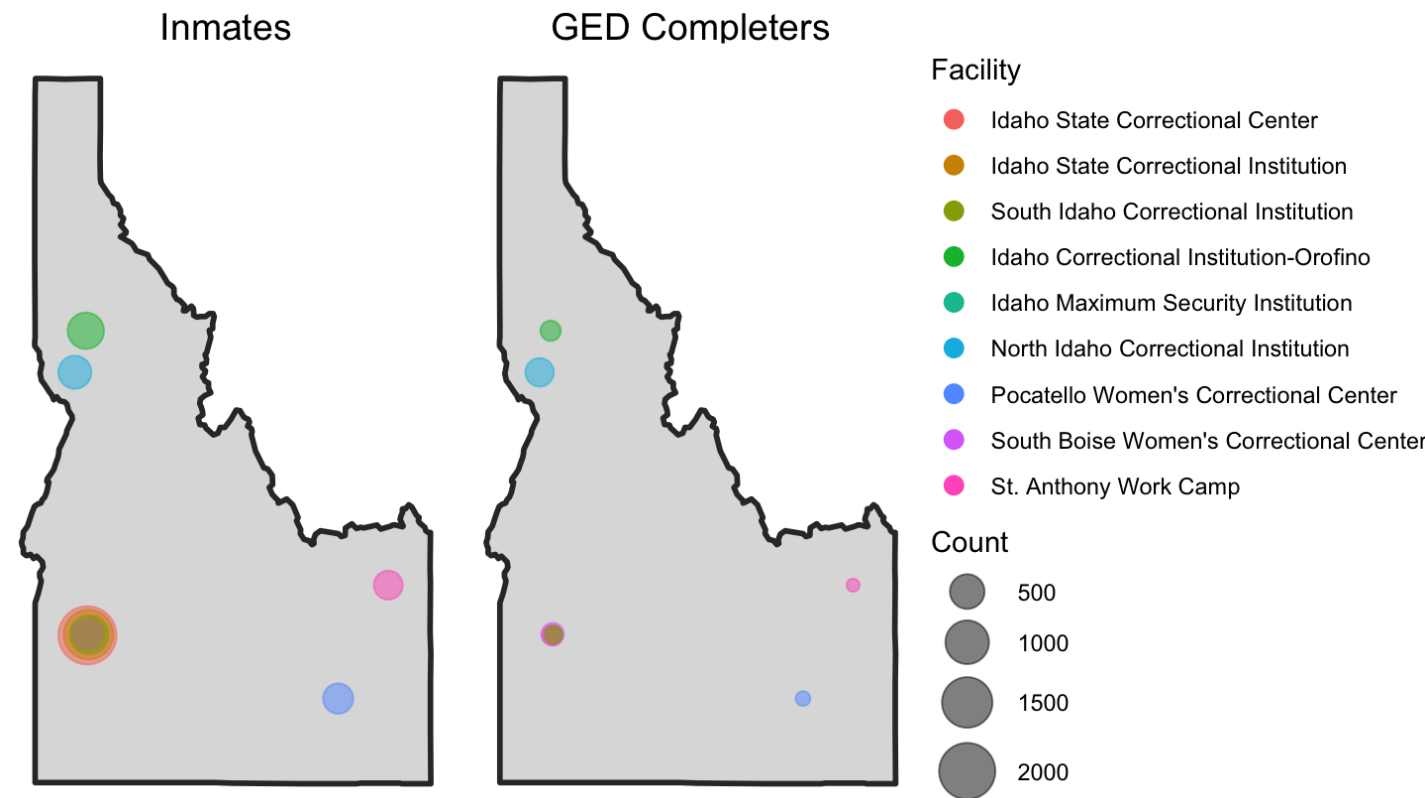 Inmates
GED Completers
Facility
Idaho State Correctional Center
Idaho State Correctional Institution
South Idaho Correctional Institution
Idaho Correctional Institution-Orofino
Idaho Maximum Security Institution
North Idaho Correctional Institution
Pocatello Women's Correctional Center
South Boise Women's Correctional Center
St. Anthony Work Camp
Count
500
1000
1500
2000